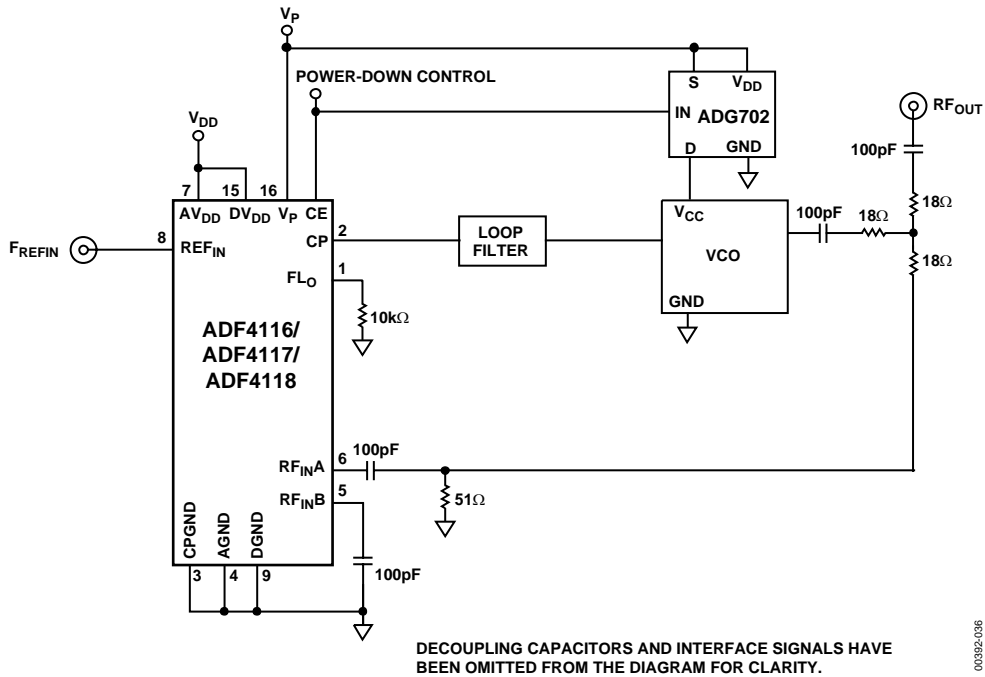 VP
POWER-DOWN CONTROL
S VDD
IN ADG702
D GND
RFOUT
100pF
18Ω
VDD
7 15 16
AVDD DVDD VP CE
FREFIN
8 REFIN
CP 2
LOOP
FILTER
VCC
VCO
GND
100pF 18Ω
18Ω
FLO 1
10kΩ
ADF4116/
ADF4117/
ADF4118
RFINA 6
100pF
51Ω
RFINB 5
100pF
CPGND AGND DGND
3 4 9
DECOUPLING CAPACITORS AND INTERFACE SIGNALS HAVE
BEEN OMITTED FROM THE DIAGRAM FOR CLARITY.
00392-036